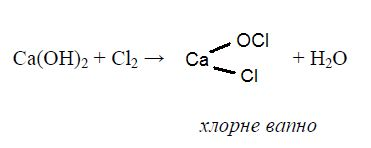 Ca(OH)₂ + Cl₂ → Ca OCl Cl + H₂O
хлорне вапно